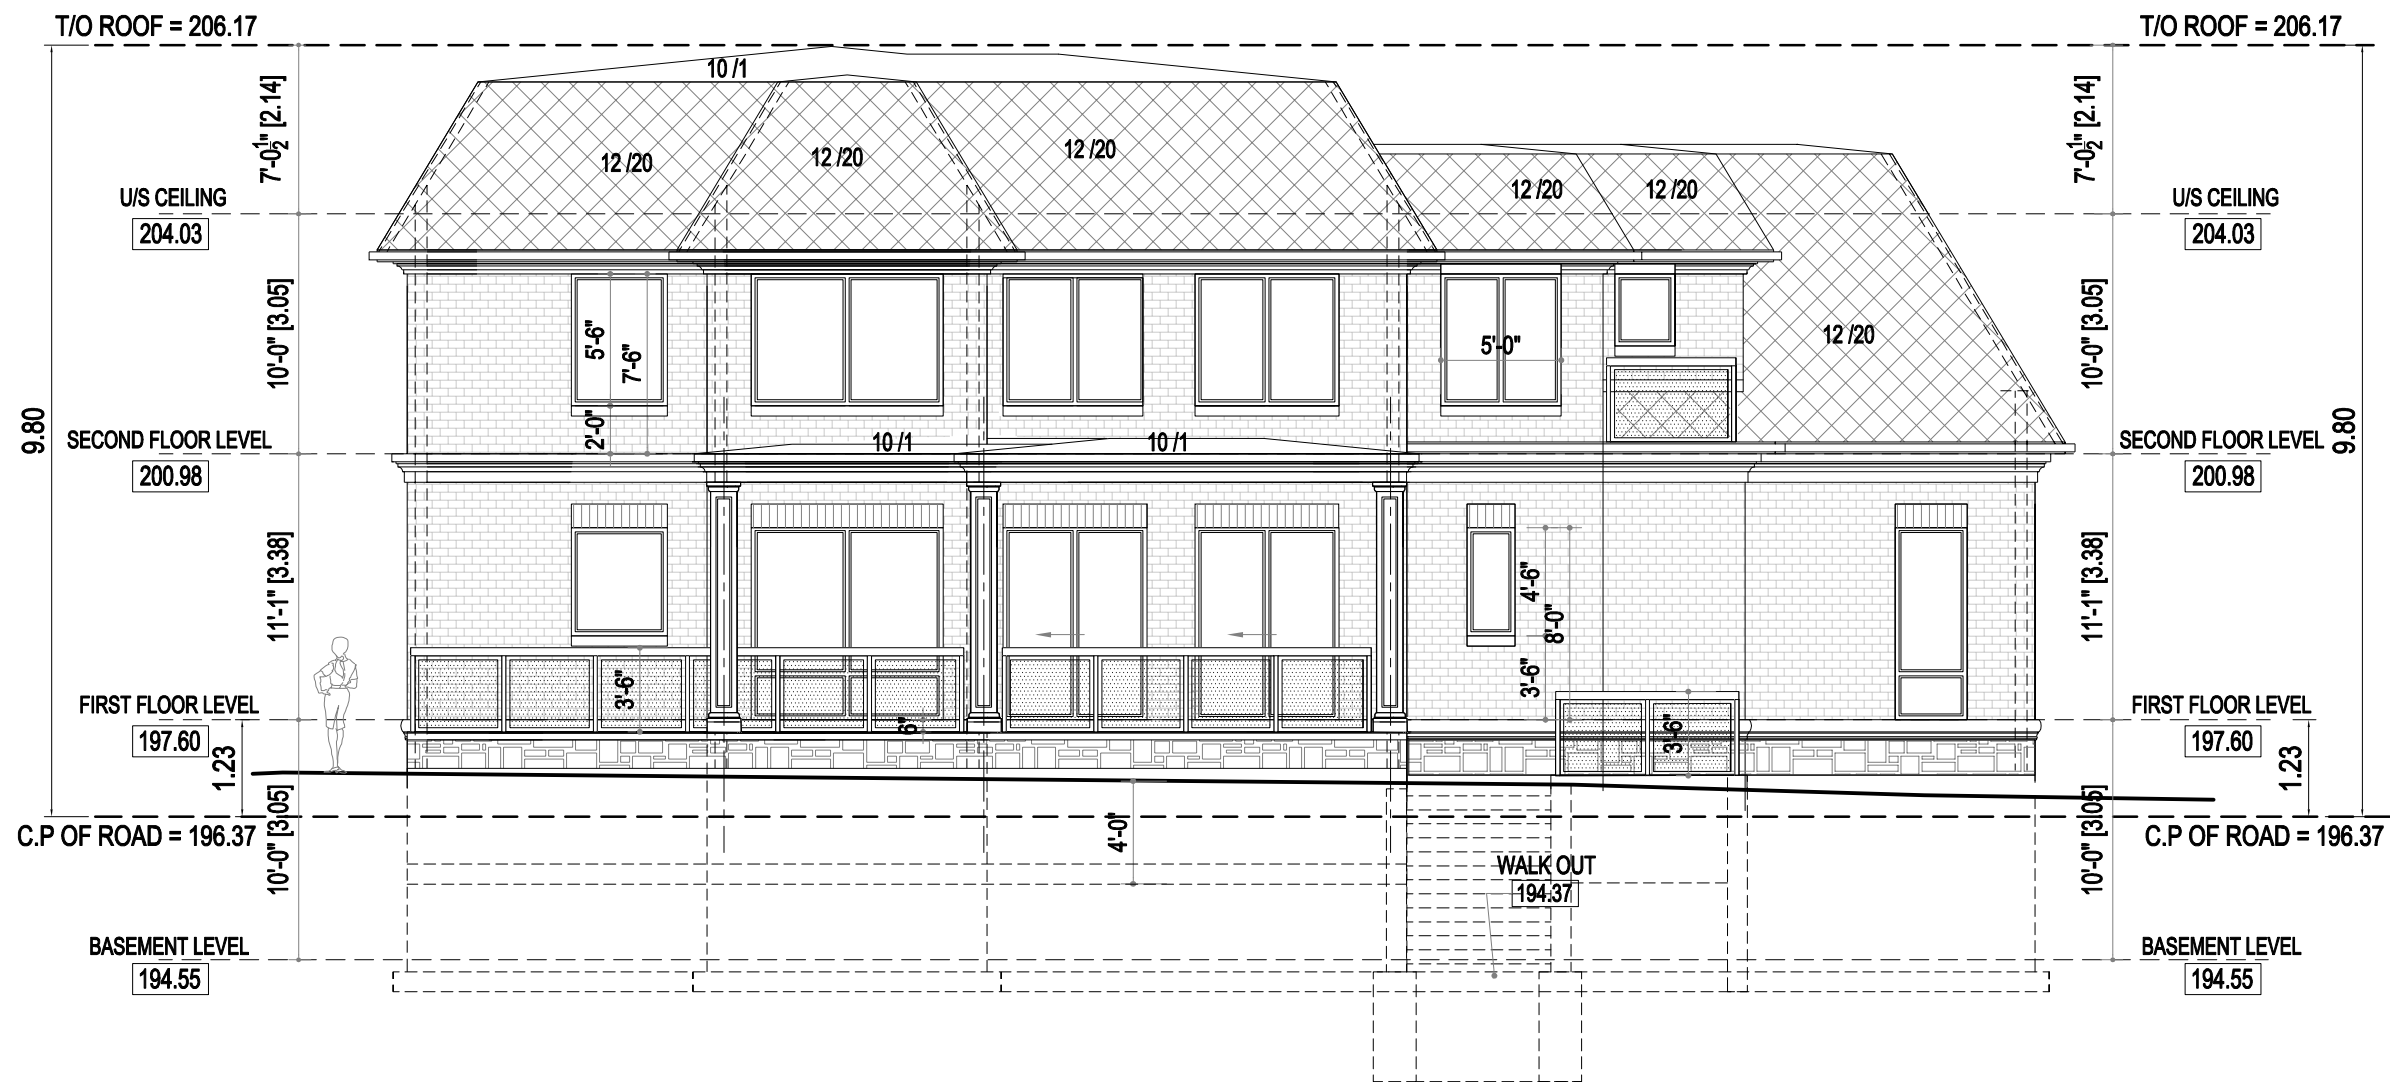 T/O ROOF = 206.17
T/O ROOF = 206.17
10 /1
7'-0 1/2" [2.14]
7'-0 1/2" [2.14]
12 /20
12 /20
12 /20
12 /20
12 /20
U/S CEILING
204.03
U/S CEILING
204.03
10'-0" [3.05]
5'-6"
7'-6"
5'-0"
12 /20
10'-0" [3.05]
9.80
9.80
2'-0"
SECOND FLOOR LEVEL
200.98
10 /1
10 /1
SECOND FLOOR LEVEL
200.98
11'-1" [3.38]
4'-6"
8'-0"
11'-1" [3.38]
3'-6"
3'-6"
FIRST FLOOR LEVEL
197.60
6"
3'-6"
FIRST FLOOR LEVEL
197.60
1.23
1.23
C.P OF ROAD = 196.37
C.P OF ROAD = 196.37
10'-0" [3.05]
4'-0"
10'-0" [3.05]
WALK OUT
194.37
BASEMENT LEVEL
194.55
BASEMENT LEVEL
194.55